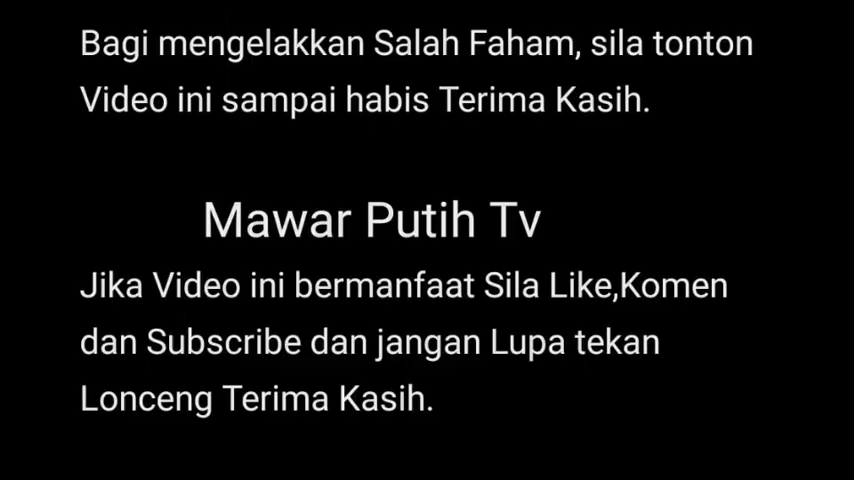 Bagi mengelakkan Salah Faham, sila tonton
Video ini sampai habis Terima Kasih.
Mawar Putih Tv
Jika Video ini bermanfaat Sila Like,Komen
dan Subscribe dan jangan Lupa tekan
Lonceng Terima Kasih.